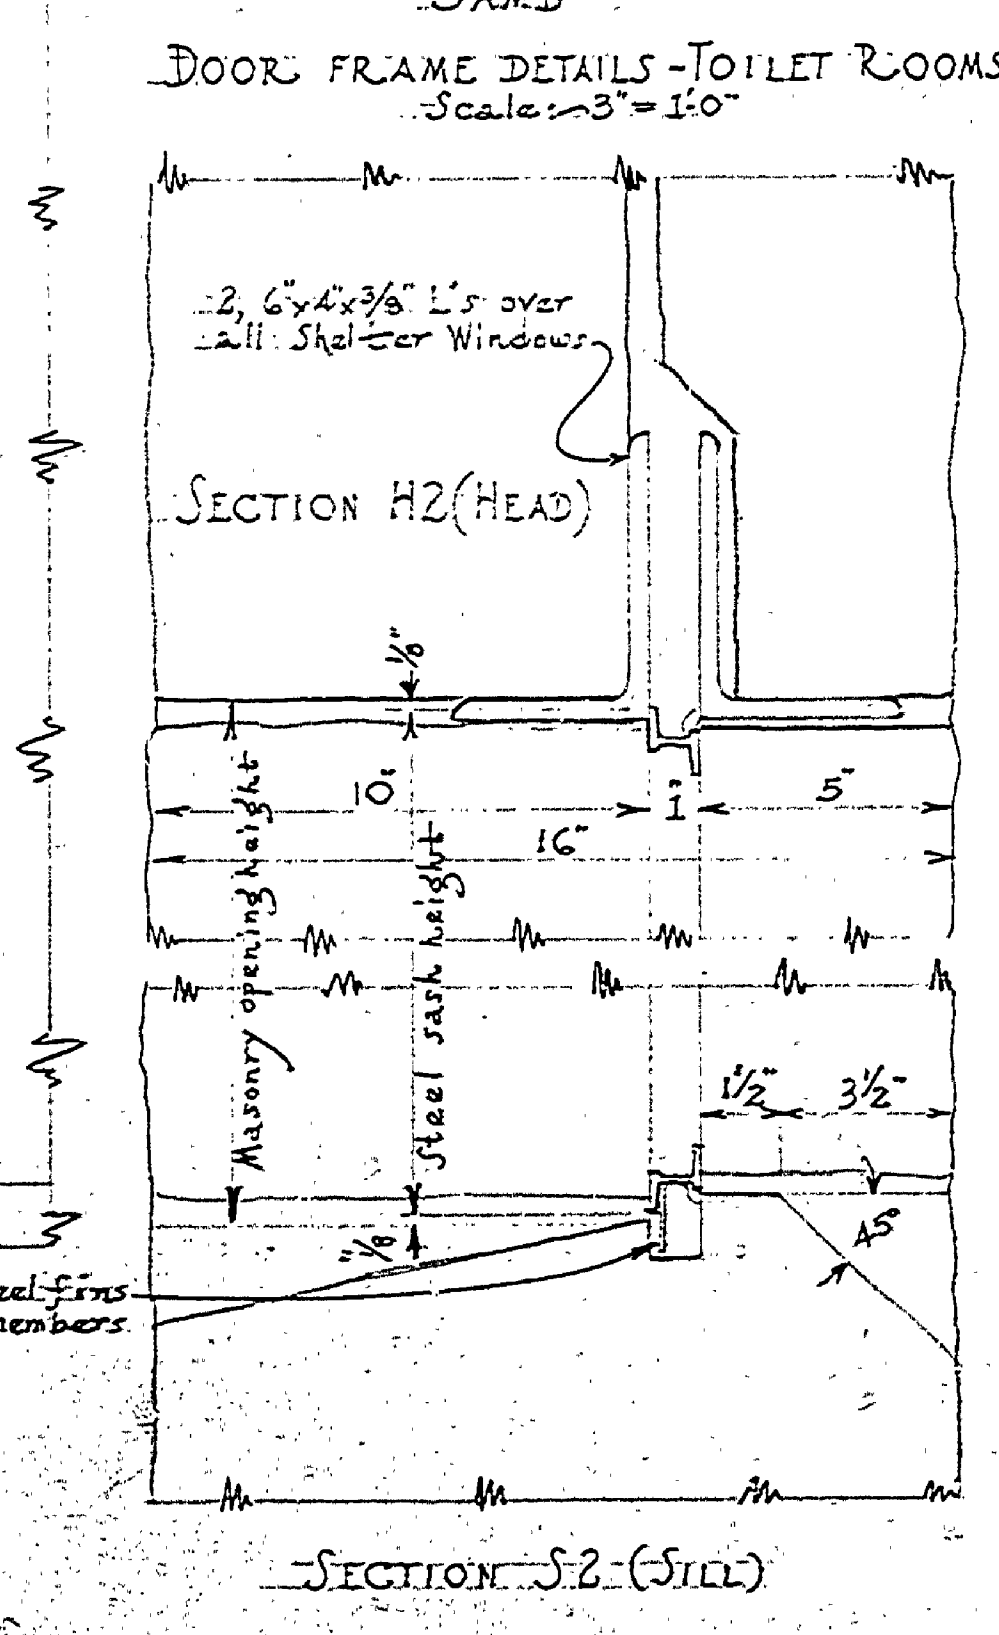 DOOR FRAME DETAILS - TOILET ROOMS
Scale:~3"=1'-0"
2, 6"x4"x3/8" L's over
all Shelter Windows
SECTION H2 (HEAD)
1/8"
10"
1"
5"
16"
Masonry opening height
Steel sash height
1 1/2"
3 1/2"
45°
1/8"
fins
SECTION S2 (SILL)